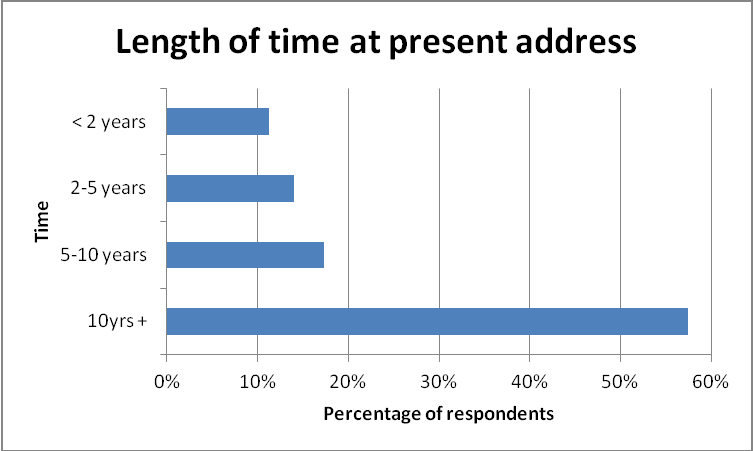 Length of time at present address
< 2 years
2-5 years
5-10 years
10yrs +
Time
0% 10% 20% 30% 40% 50% 60%
Percentage of respondents